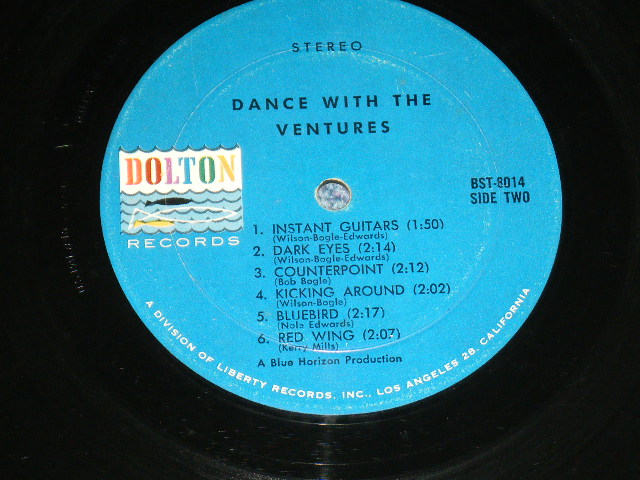 STEREO
DANCE WITH THE
VENTURES
DOLTON
RECORDS
BST-8014
SIDE TWO
1. INSTANT GUITARS (1:50)
(Wilson-Bogle-Edwards)
2. DARK EYES (2:14)
(Wilson-Bogle-Edwards)
3. COUNTERPOINT (2:12)
(Bob Bogle)
4. KICKING AROUND (2:02)
(Wilson-Bogle)
5. BLUEBIRD (2:17)
(Nole Edwards)
6. RED WING (2:07)
(Kerry Mills)
A Blue Horizon Production
A DIVISION OF LIBERTY RECORDS, INC., LOS ANGELES 28, CALIFORNIA